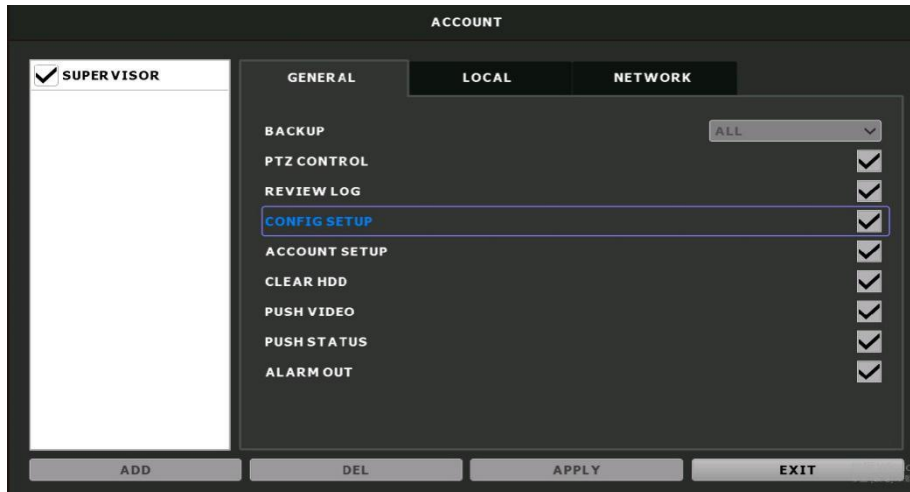 ACCOUNT
SUPERVISOR
GENERAL LOCAL NETWORK
BACKUP ALL
PTZ CONTROL
REVIEW LOG
CONFIG SETUP
ACCOUNT SETUP
CLEAR HDD
PUSH VIDEO
PUSH STATUS
ALARM OUT
ADD DEL APPLY EXIT